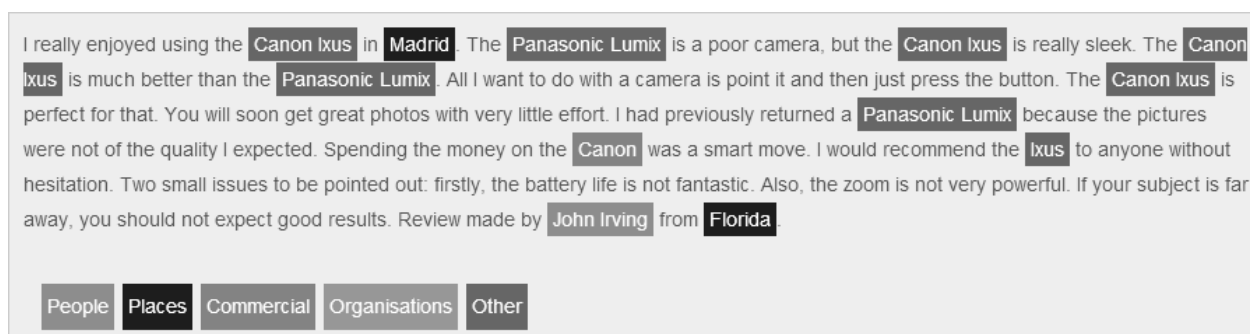 I really enjoyed using the Canon Ixus in Madrid. The Panasonic Lumix is a poor camera, but the Canon Ixus is really sleek. The Canon
Ixus is much better than the Panasonic Lumix. All I want to do with a camera is point it and then just press the button. The Canon Ixus is
perfect for that. You will soon get great photos with very little effort. I had previously returned a Panasonic Lumix because the pictures
were not of the quality I expected. Spending the money on the Canon was a smart move. I would recommend the Ixus to anyone without
hesitation. Two small issues to be pointed out: firstly, the battery life is not fantastic. Also, the zoom is not very powerful. If your subject is far
away, you should not expect good results. Review made by John Irving from Florida.
People Places Commercial Organisations Other